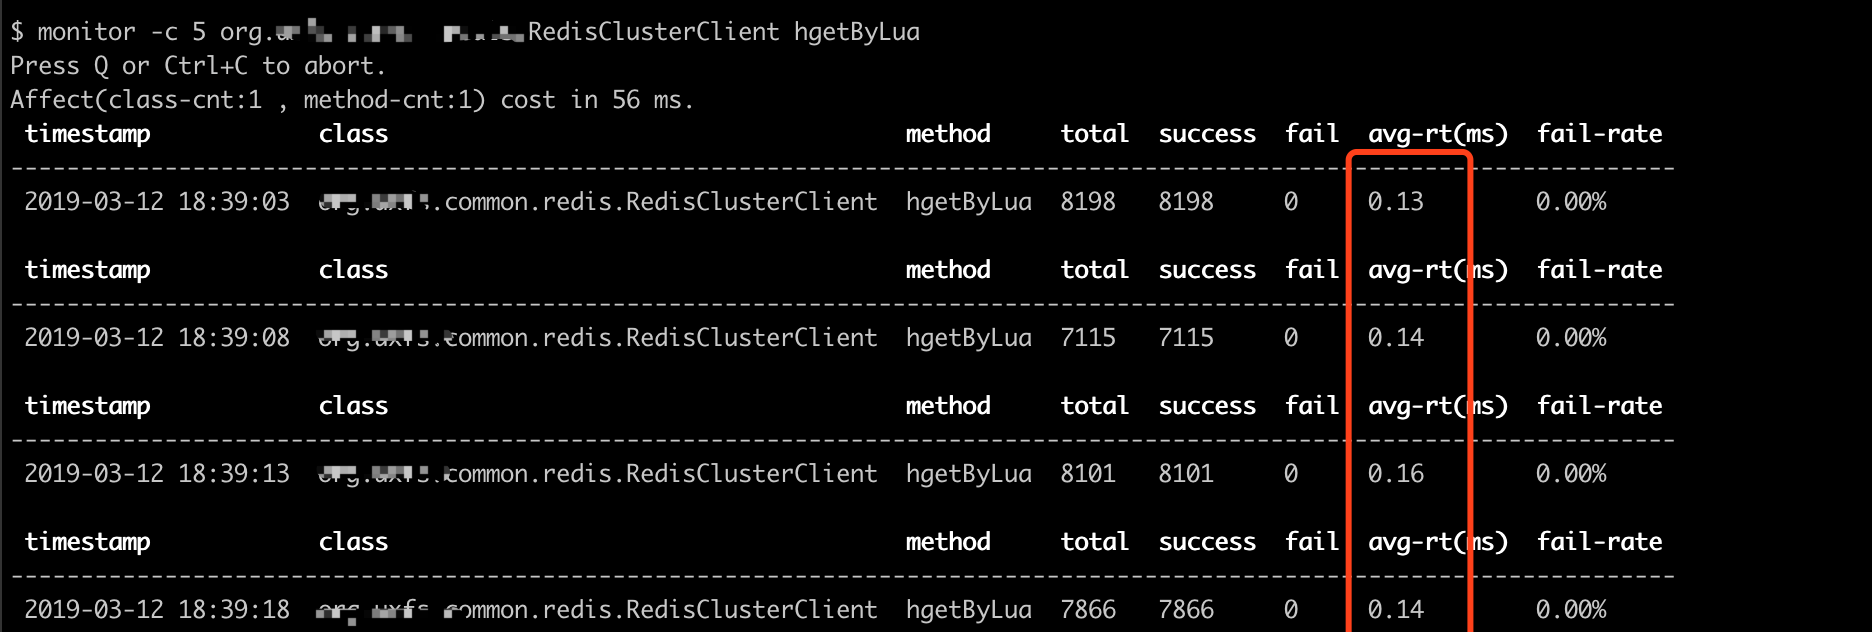 $ monitor -c 5 org. RedisClusterClient hgetByLua
Press Q or Ctrl+C to abort.
Affect(class-cnt:1 , method-cnt:1) cost in 56 ms.
timestamp class method total success fail avg-rt(ms) fail-rate
--------------------------------------------------------------------------------
2019-03-12 18:39:03 .common.redis.RedisClusterClient hgetByLua 8198 8198 0 0.13 0.00%
timestamp class method total success fail avg-rt(ms) fail-rate
--------------------------------------------------------------------------------
2019-03-12 18:39:08 common.redis.RedisClusterClient hgetByLua 7115 7115 0 0.14 0.00%
timestamp class method total success fail avg-rt(ms) fail-rate
--------------------------------------------------------------------------------
2019-03-12 18:39:13 common.redis.RedisClusterClient hgetByLua 8101 8101 0 0.16 0.00%
timestamp class method total success fail avg-rt(ms) fail-rate
--------------------------------------------------------------------------------
2019-03-12 18:39:18 common.redis.RedisClusterClient hgetByLua 7866 7866 0 0.14 0.00%